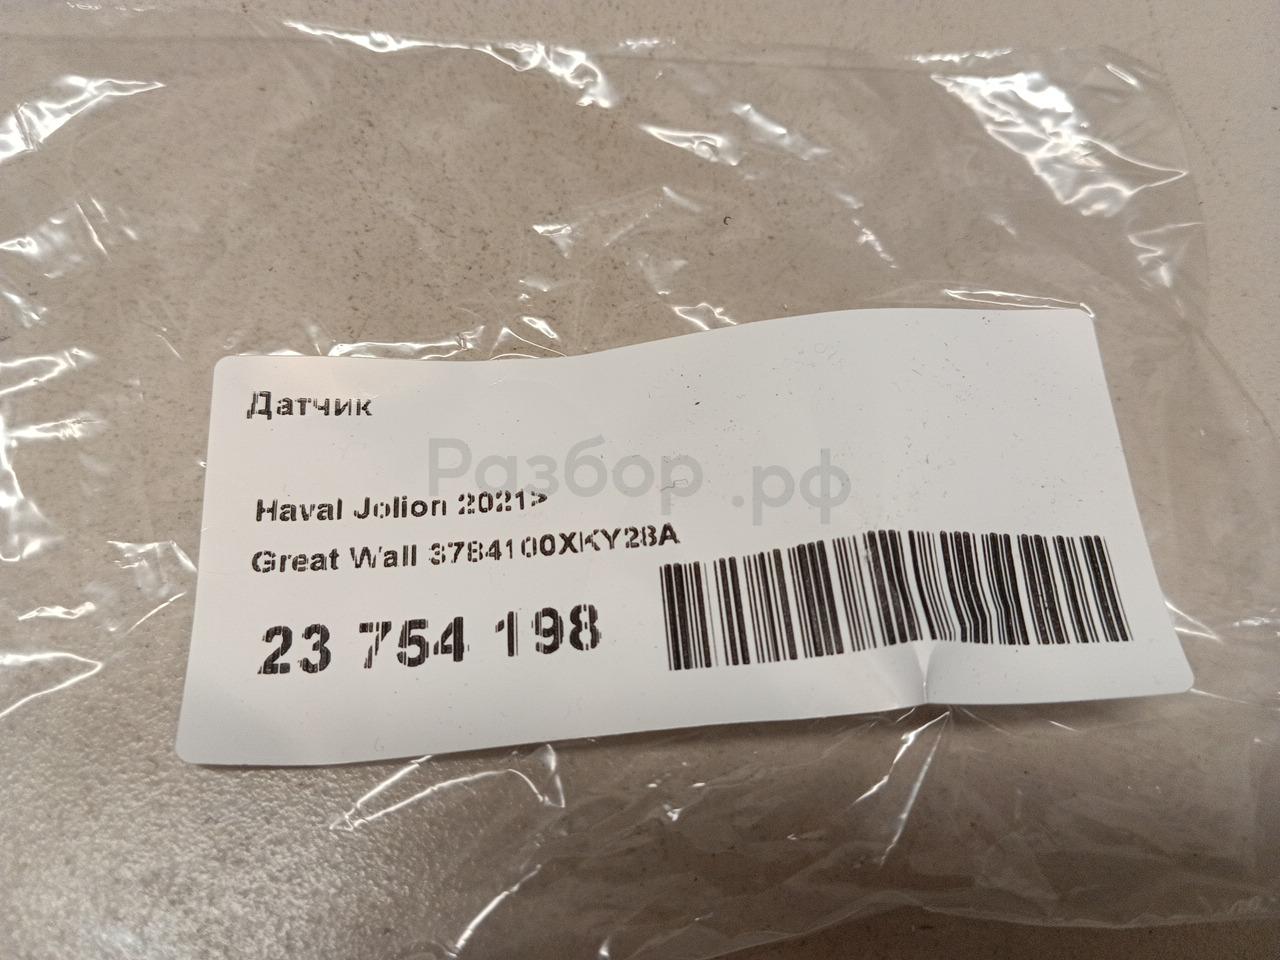 Датчик
Разбор.рф
Haval Jolion 2021>
Great Wall 3784100XKY28A
23 754 198